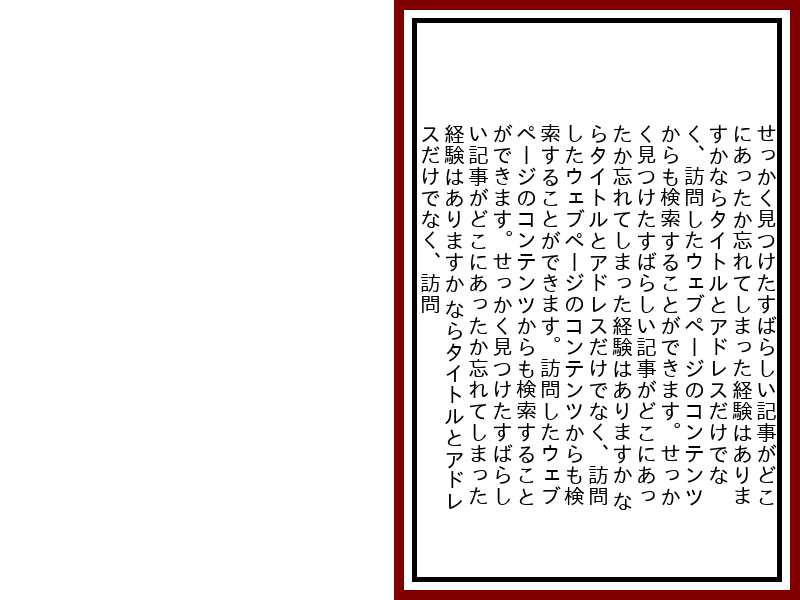 せっかく見つけたすばらしい記事がどこ
にあったか忘れてしまった経験はありま
すかならタイトルとアドレスだけでな
く、訪問したウェブページのコンテンツ
からも検索することができます。せっか
く見つけたすばらしい記事がどこにあっ
たか忘れてしまった経験はありますか な
らタイトルとアドレスだけでなく、訪問
したウェブページのコンテンツからも検
索することができます。訪問したウェブ
ページのコンテンツからも検索すること
ができます。せっかく見つけたすばらし
い記事がどこにあったか忘れてしまった
経験はありますか ならタイトルとアドレ
スだけでなく、訪問